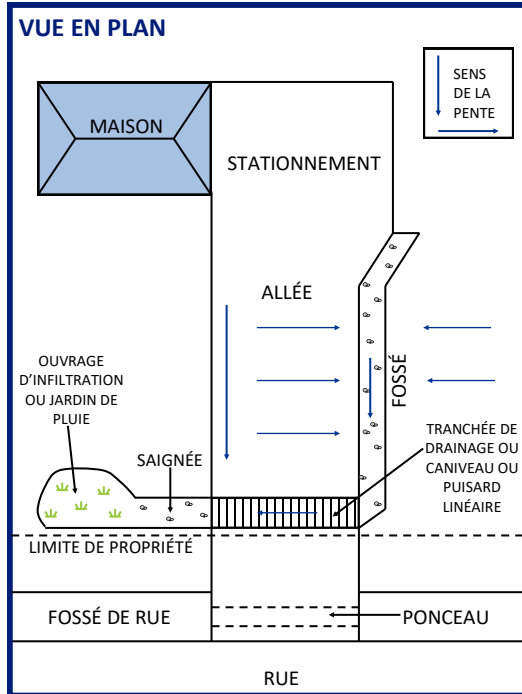 VUE EN PLAN
SENS
DE LA
PENTE
MAISON
STATIONNEMENT
ALLÉE
FOSSÉ
OUVRAGE
D'INFILTRATION
OU JARDIN DE
PLUIE
SAIGNÉE
TRANCHÉE DE
DRAINAGE OU
CANIVEAU OU
PUISARD
LINÉAIRE
LIMITE DE PROPRIÉTÉ
FOSSÉ DE RUE
PONCEAU
RUE